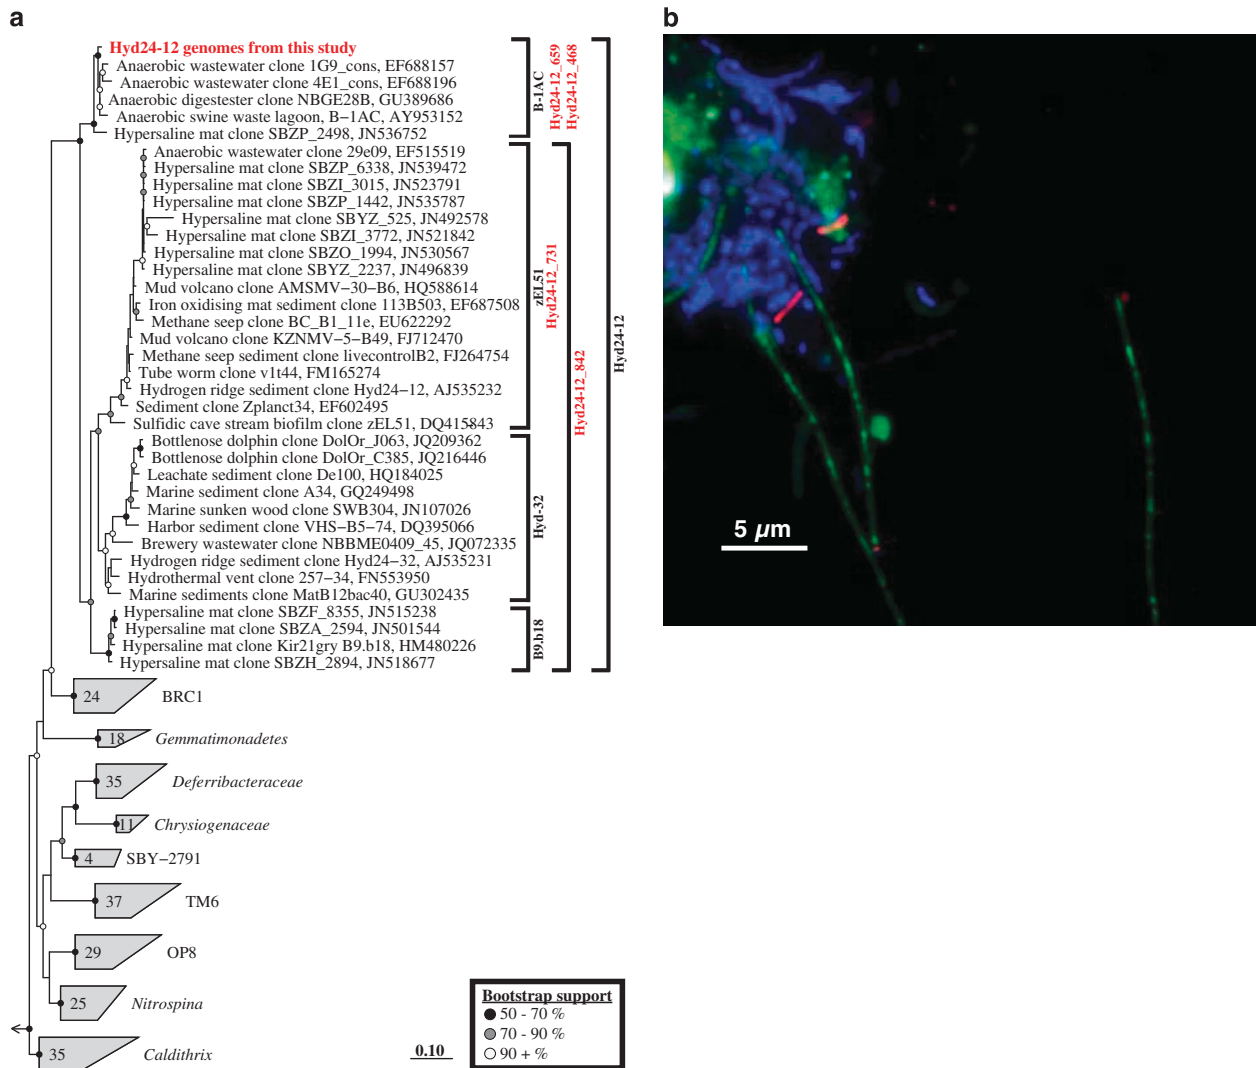 a
Hyd24-12 genomes from this study
Anaerobic wastewater clone 1G9_cons, EF688157
Anaerobic wastewater clone 4E1_cons, EF688196
Anaerobic digestester clone NBGE28B, GU389686
Anaerobic swine waste lagoon, B−1AC, AY953152
Hypersaline mat clone SBZP_2498, JN536752
Anaerobic wastewater clone 29e09, EF515519
Hypersaline mat clone SBZP_6338, JN539472
Hypersaline mat clone SBZI_3015, JN523791
Hypersaline mat clone SBZP_1442, JN535787
Hypersaline mat clone SBYZ_525, JN492578
Hypersaline mat clone SBZI_3772, JN521842
Hypersaline mat clone SBZO_1994, JN530567
Hypersaline mat clone SBYZ_2237, JN496839
Mud volcano clone AMSMV−30−B6, HQ588614
Iron oxidising mat sediment clone 113B503, EF687508
Methane seep clone BC_B1_11e, EU622292
Mud volcano clone KZNMV−5−B49, FJ712470
Methane seep sediment clone livecontrolB2, FJ264754
Tube worm clone v1t44, FM165274
Hydrogen ridge sediment clone Hyd24−12, AJ535232
Sediment clone Zplanct34, EF602495
Sulfidic cave stream biofilm clone zEL51, DQ415843
Bottlenose dolphin clone DolOr_J063, JQ209362
Bottlenose dolphin clone DolOr_C385, JQ216446
Leachate sediment clone De100, HQ184025
Marine sediment clone A34, GQ249498
Marine sunken wood clone SWB304, JN107026
Harbor sediment clone VHS−B5−74, DQ395066
Brewery wastewater clone NBBME0409_45, JQ072335
Hydrogen ridge sediment clone Hyd24−32, AJ535231
Hydrothermal vent clone 257−34, FN553950
Marine sediments clone MatB12bac40, GU302435
Hypersaline mat clone SBZF_8355, JN515238
Hypersaline mat clone SBZA_2594, JN501544
Hypersaline mat clone Kir21gry B9.b18, HM480226
Hypersaline mat clone SBZH_2894, JN518677
B-1AC
Hyd24-12_659
Hyd24-12_468
zEL51
Hyd24-12_731
Hyd-32
B9.b18
Hyd24-12_842
Hyd24-12
24 BRC1
18 Gemmatimonadetes
35 Deferribacteraceae
11 Chrysiogenaceae
4 SBY−2791
37 TM6
29 OP8
25 Nitrospina
35 Caldithrix
0.10
Bootstrap support
50 - 70 %
70 - 90 %
90 + %
b
5 µm